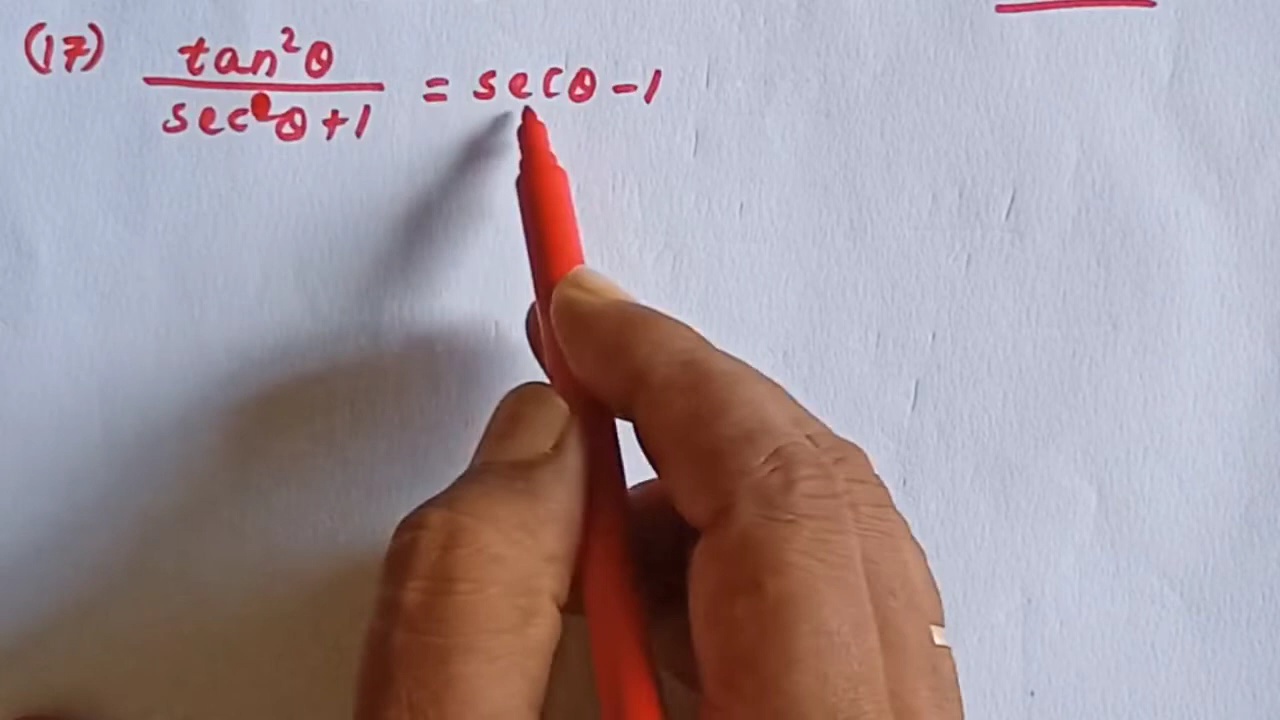 (17) tan²θ / secθ+1 = secθ-1